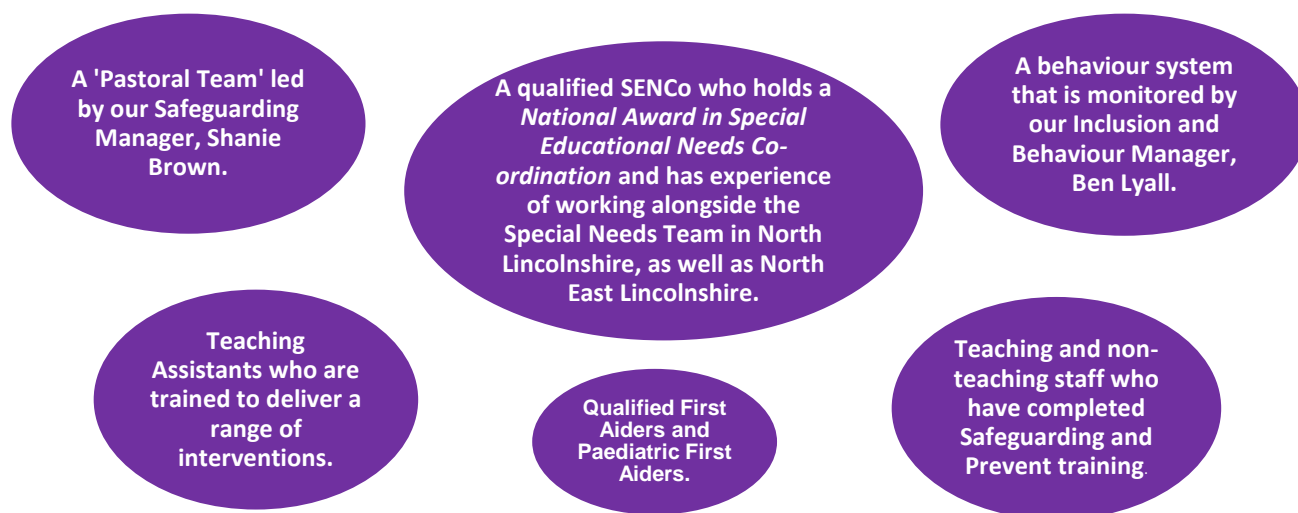 A 'Pastoral Team' led
by our Safeguarding
Manager, Shanie
Brown.
A qualified SENCo who holds a
National Award in Special
Educational Needs Co-
ordination and has experience
of working alongside the
Special Needs Team in North
Lincolnshire, as well as North
East Lincolnshire.
A behaviour system
that is monitored by
our Inclusion and
Behaviour Manager,
Ben Lyall.
Teaching
Assistants who are
trained to deliver a
range of
interventions.
Qualified First
Aiders and
Paediatric First
Aiders.
Teaching and non-
teaching staff who
have completed
Safeguarding and
Prevent training.